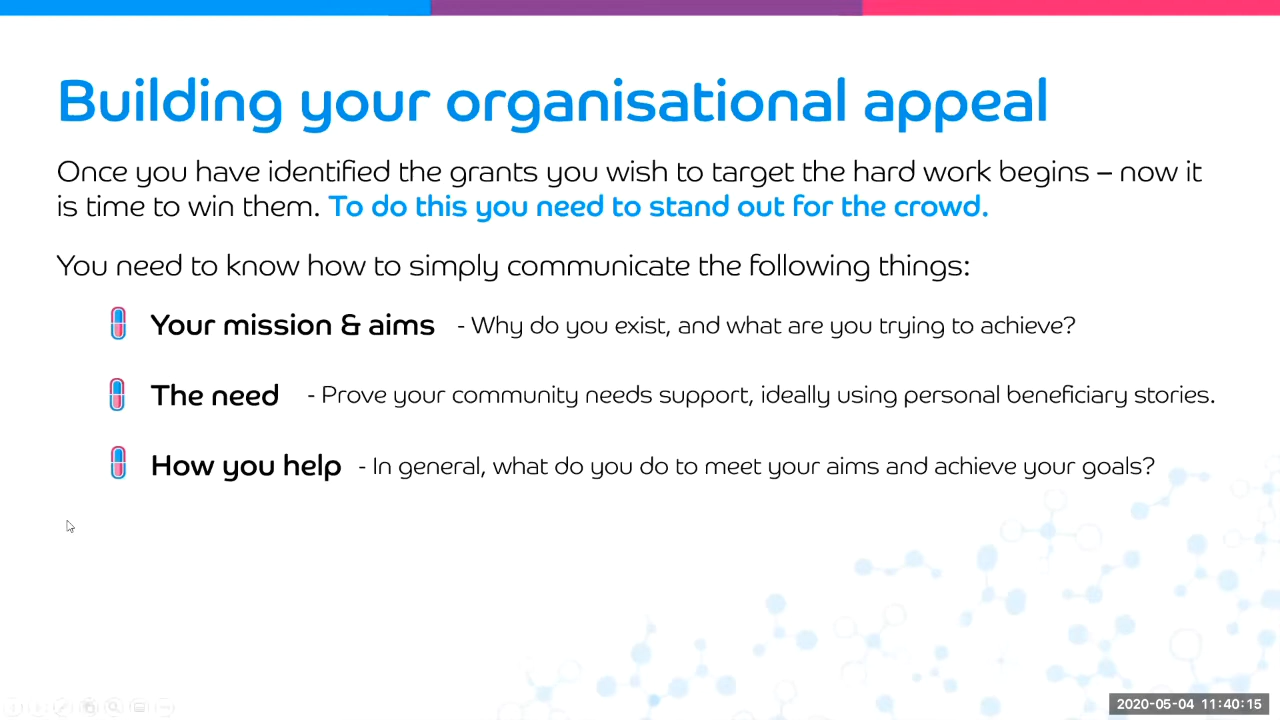 Building your organisational appeal
Once you have identified the grants you wish to target the hard work begins – now it
is time to win them. To do this you need to stand out for the crowd.
You need to know how to simply communicate the following things:
Your mission & aims - Why do you exist, and what are you trying to achieve?
The need - Prove your community needs support, ideally using personal beneficiary stories.
How you help - In general, what do you do to meet your aims and achieve your goals?
2020-05-04 11:40:15